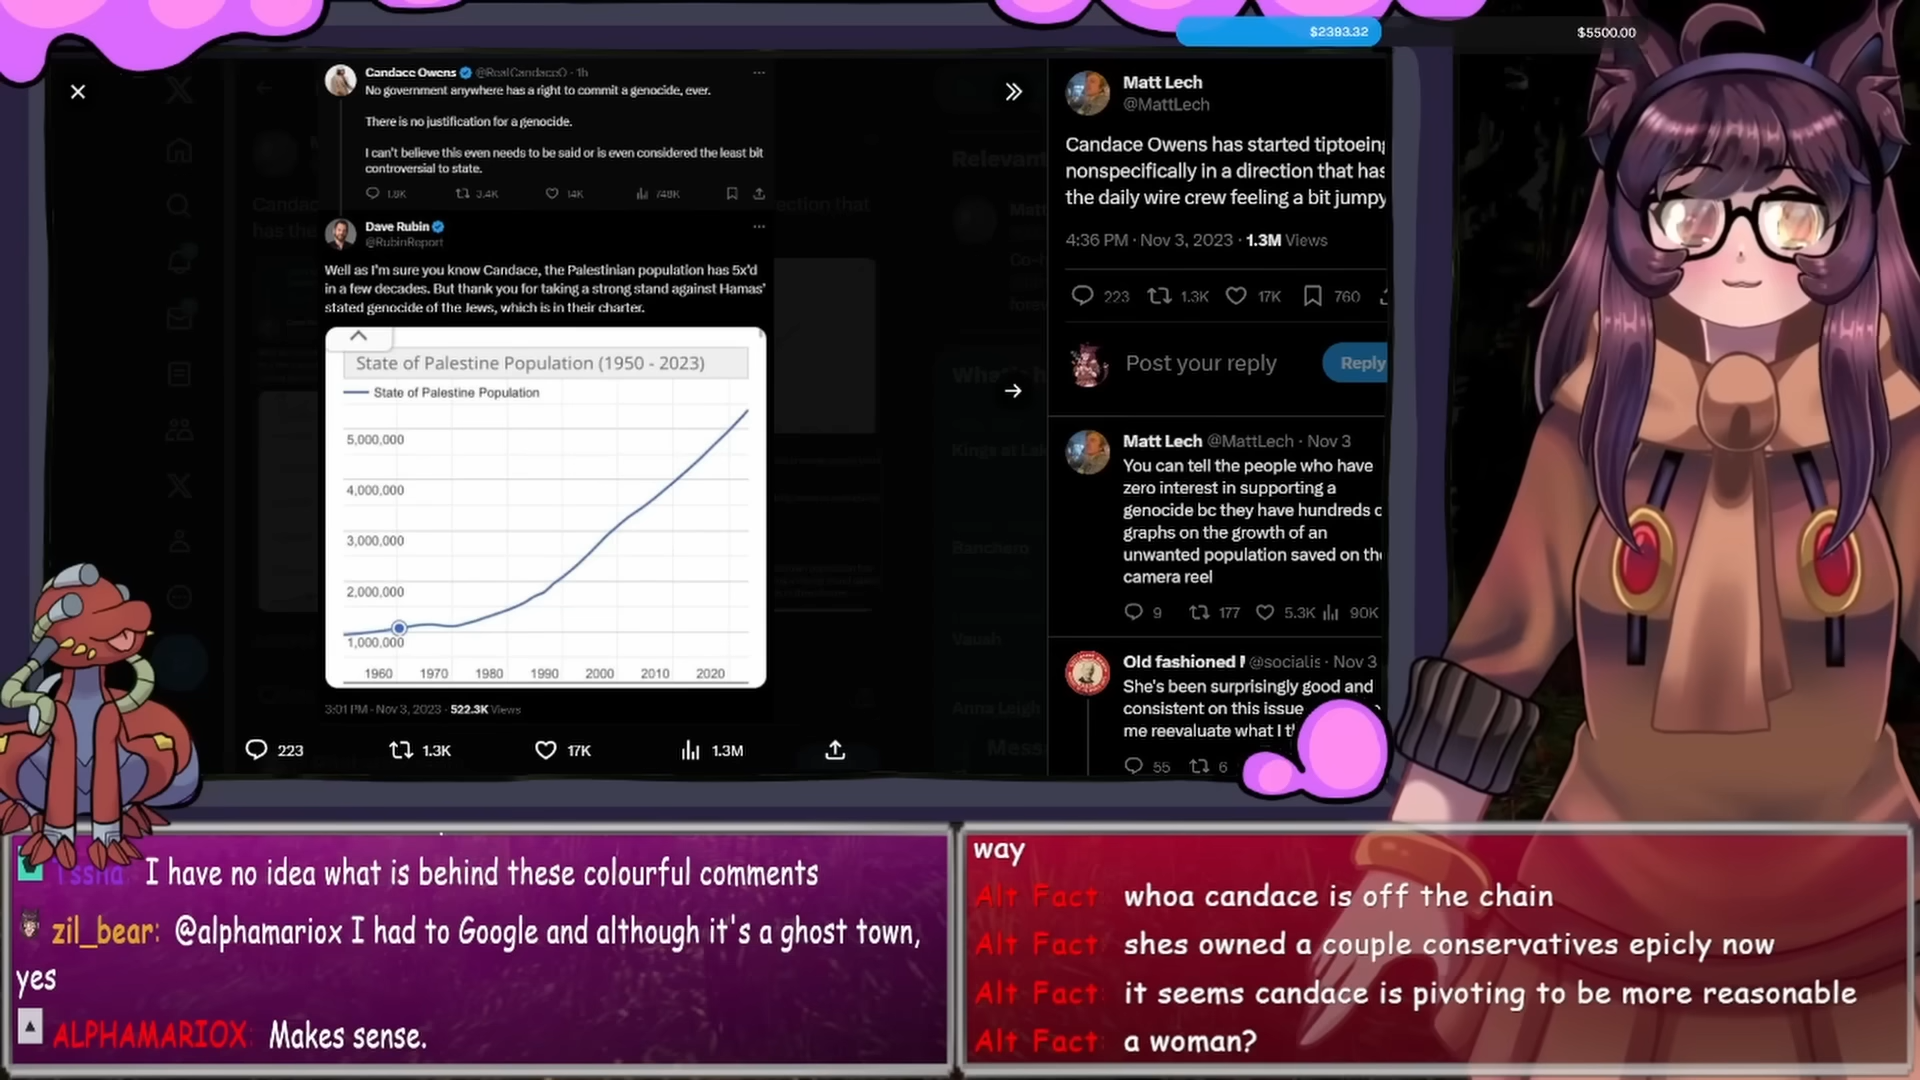 $2393.32
$5500.00
Candace Owens @RealCandaceO · 1h
No government anywhere has a right to commit a genocide, ever.
There is no justification for a genocide.
I can't believe this even needs to be said or is even considered the least bit
controversial to state.
1.8K 3.4K 14K 748K
Dave Rubin
@RubinReport
Well as I'm sure you know Candace, the Palestinian population has 5x'd
in a few decades. But thank you for taking a strong stand against Hamas'
stated genocide of the Jews, which is in their charter.
State of Palestine Population (1950 - 2023)
State of Palestine Population
5,000,000
4,000,000
3,000,000
2,000,000
1,000,000
1960 1970 1980 1990 2000 2010 2020
3:01 PM · Nov 3, 2023 · 522.3K Views
223 1.3K 17K 1.3M
Matt Lech
@MattLech
Candace Owens has started tiptoeing
nonspecifically in a direction that has
the daily wire crew feeling a bit jumpy
4:36 PM · Nov 3, 2023 · 1.3M Views
223 1.3K 17K 760
Post your reply
Reply
Matt Lech @MattLech · Nov 3
You can tell the people who have
zero interest in supporting a
genocide bc they have hundreds
graphs on the growth of an
unwanted population saved on
camera reel
9 177 5.3K 90K
Old fashioned @socialis · Nov 3
She's been surprisingly good and
consistent on this issue
me reevaluate what I
55 6
I have no idea what is behind these colourful comments
zil_bear: @alphamariox I had to Google and although it's a ghost town,
yes
ALPHAMARIOX: Makes sense.
way
Alt Fact: whoa candace is off the chain
Alt Fact: shes owned a couple conservatives epicly now
Alt Fact: it seems candace is pivoting to be more reasonable
Alt Fact: a woman?